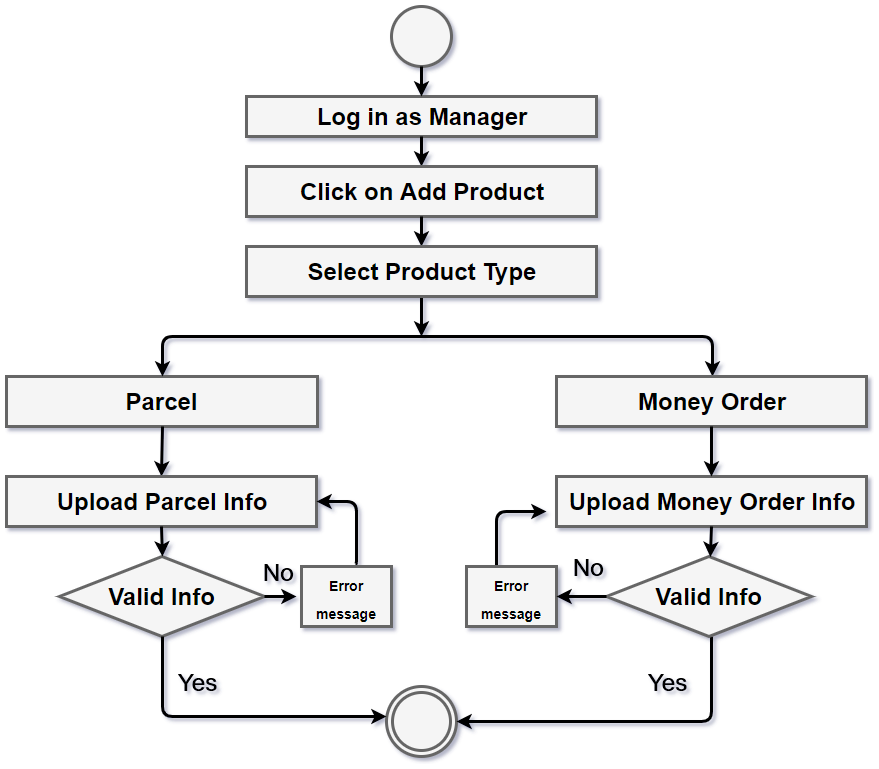 Log in as Manager
Click on Add Product
Select Product Type
Parcel
Money Order
Upload Parcel Info
Upload Money Order Info
Valid Info
No
Error
message
Error
message
No
Valid Info
Yes
Yes